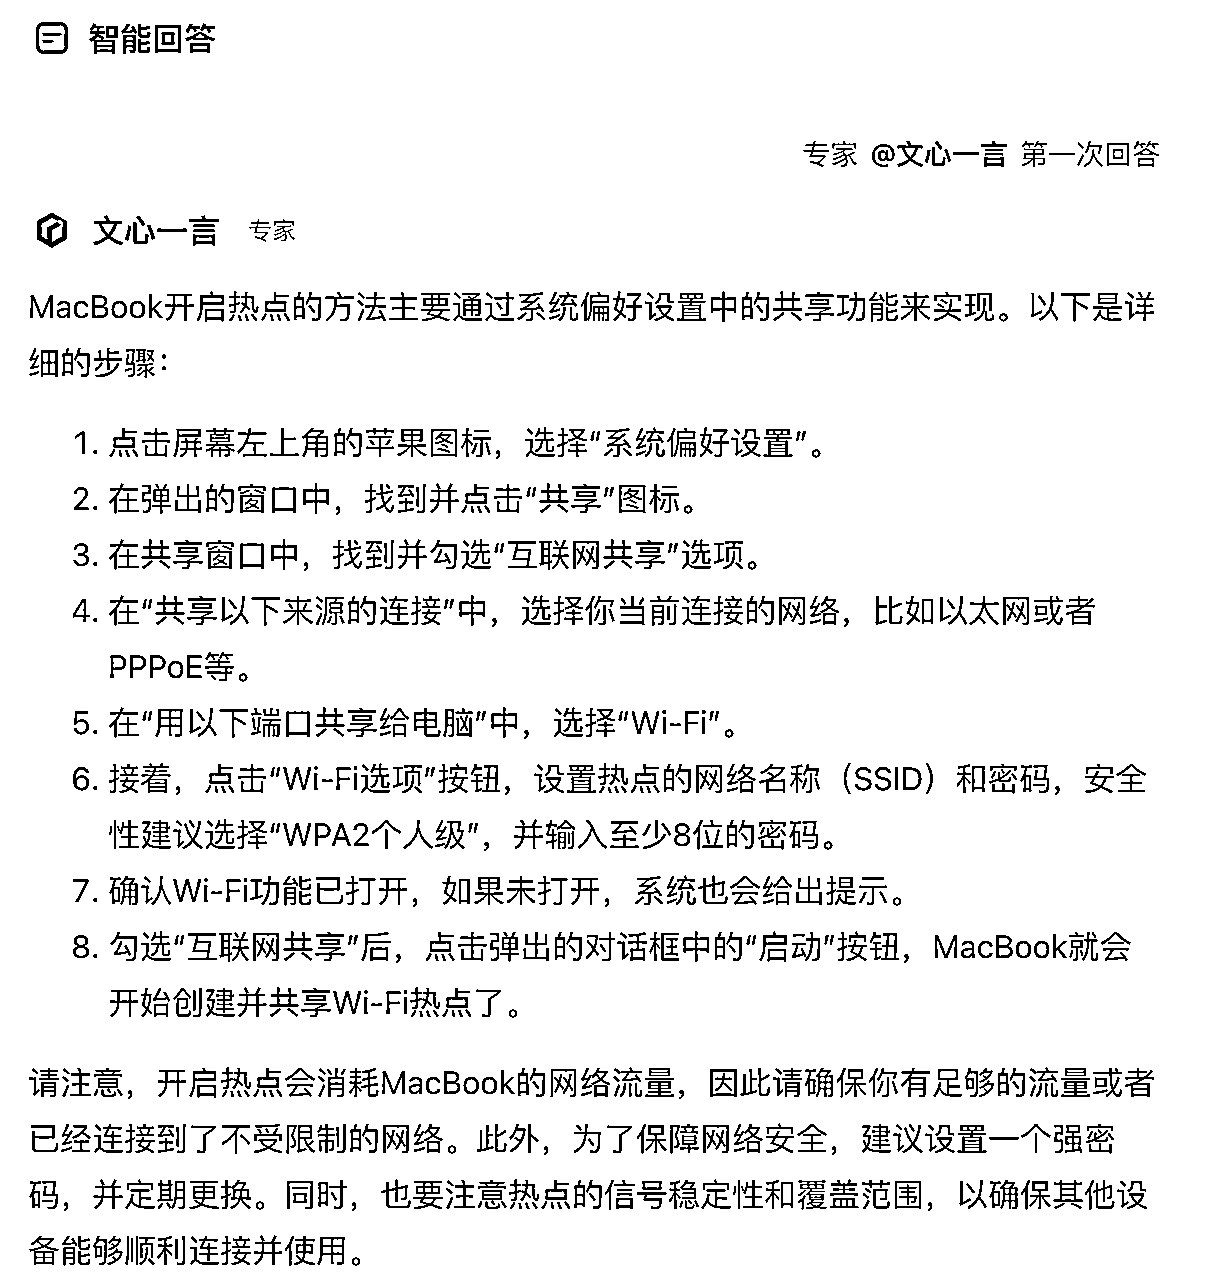 智能回答
专家 @文心一言 第一次回答
文心一言 专家
MacBook开启热点的方法主要通过系统偏好设置中的共享功能来实现。以下是详
细的步骤：
1. 点击屏幕左上角的苹果图标，选择“系统偏好设置”。
2. 在弹出的窗口中，找到并点击“共享”图标。
3. 在共享窗口中，找到并勾选“互联网共享”选项。
4. 在“共享以下来源的连接”中，选择你当前连接的网络，比如以太网或者
PPPoE等。
5. 在“用以下端口共享给电脑”中，选择“Wi-Fi”。
6. 接着，点击“Wi-Fi选项”按钮，设置热点的网络名称（SSID）和密码，安全
性建议选择“WPA2个人级”，并输入至少8位的密码。
7. 确认Wi-Fi功能已打开，如果未打开，系统也会给出提示。
8. 勾选“互联网共享”后，点击弹出的对话框中的“启动”按钮，MacBook就会
开始创建并共享Wi-Fi热点了。
请注意，开启热点会消耗MacBook的网络流量，因此请确保你有足够的流量或者
已经连接到了不受限制的网络。此外，为了保障网络安全，建议设置一个强密
码，并定期更换。同时，也要注意热点的信号稳定性和覆盖范围，以确保其他设
备能够顺利连接并使用。